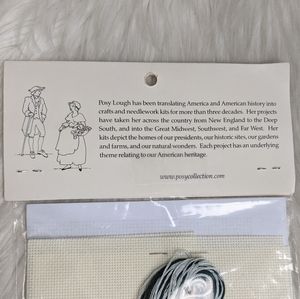 Posy Lough has been translating America and American history into
crafts and needlework kits for more than three decades. Her projects
have taken her across the country from New England to the Deep
South, and into the Great Midwest, Southwest, and Far West. Her
kits depict the homes of our presidents, our historic sites, our gardens
and farms, and our natural wonders. Each project has an underlying
theme relating to our American heritage.
www.posycollection.com